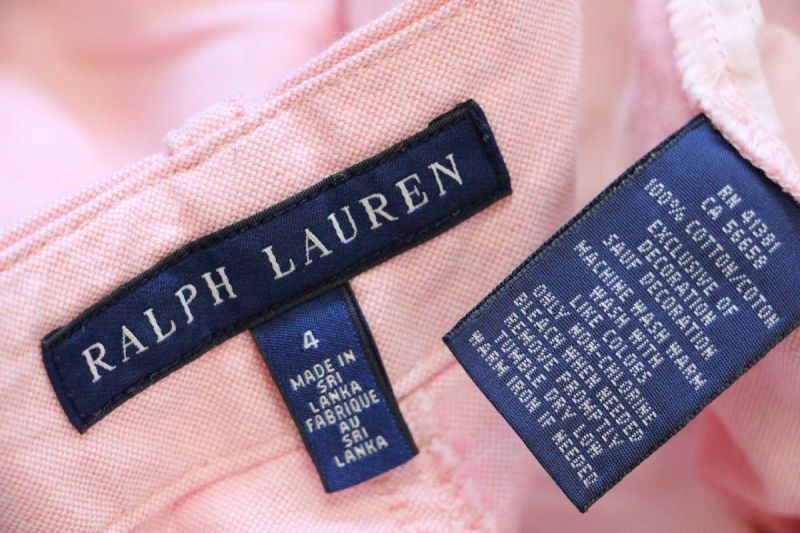 RALPH LAUREN
4
MADE IN
SRI
LANKA
FABRIQUE
AU
SRI
LANKA
RN 41381
CA 56658
100% COTTON/COTON
EXCLUSIVE OF
DECORATION
SAUF DECORATION
MACHINE WASH WARM
WASH WITH
LIKE COLORS
ONLY NON-CHLORINE
BLEACH WHEN NEEDED
REMOVE PROMPTLY
TUMBLE DRY LOW
WARM IRON IF NEEDED